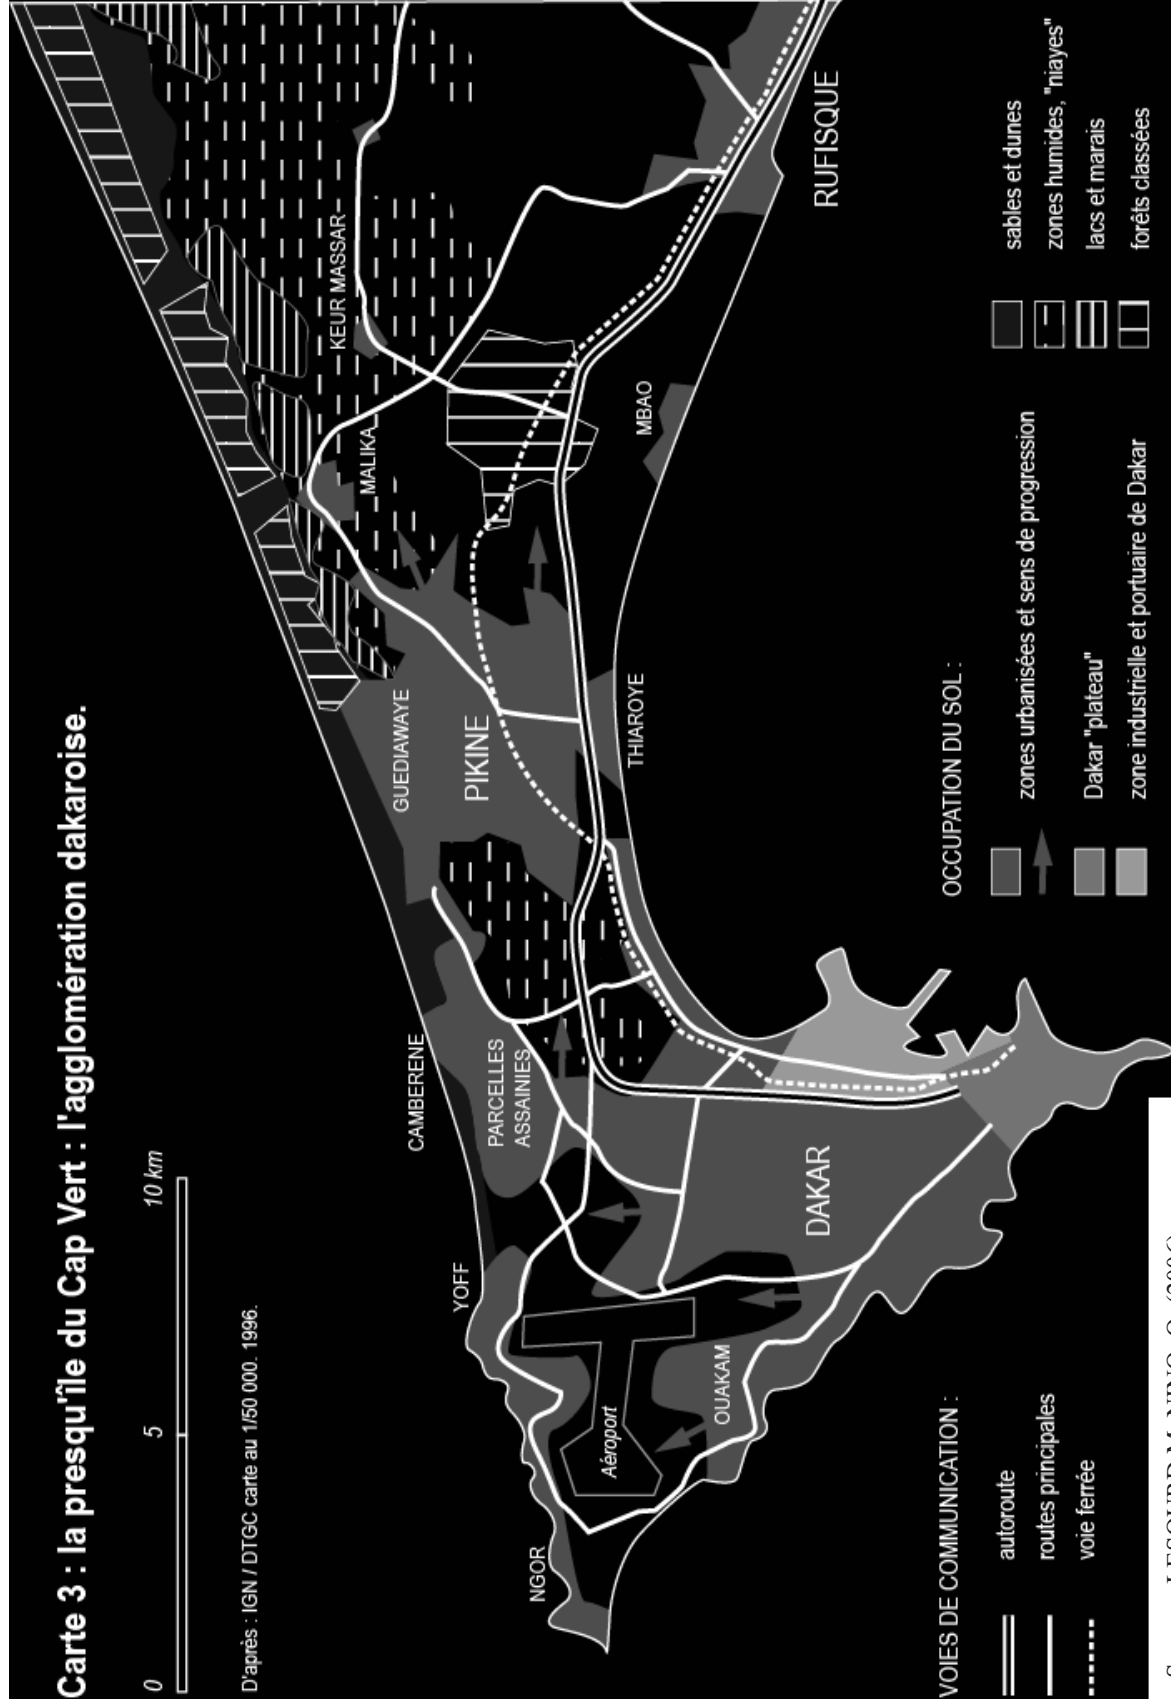 Carte 3 : la presqu'île du Cap Vert : l'agglomération dakaroise.
0 5 10 km
D'après : IGN / DTGC carte au 1/50 000. 1996.
NGOR
YOFF
CAMBERENE
PARCELLES
ASSAINIES
GUEDIAWAYE
PIKINE
MALIKA
KEUR MASSAR
Aéroport
OUAKAM
DAKAR
THIAROYE
MBAO
RUFISQUE
VOIES DE COMMUNICATION :
autoroute
routes principales
voie ferrée
OCCUPATION DU SOL :
zones urbanisées et sens de progression
Dakar "plateau"
zone industrielle et portuaire de Dakar
sables et dunes
zones humides, "niayes"
lacs et marais
forêts classées